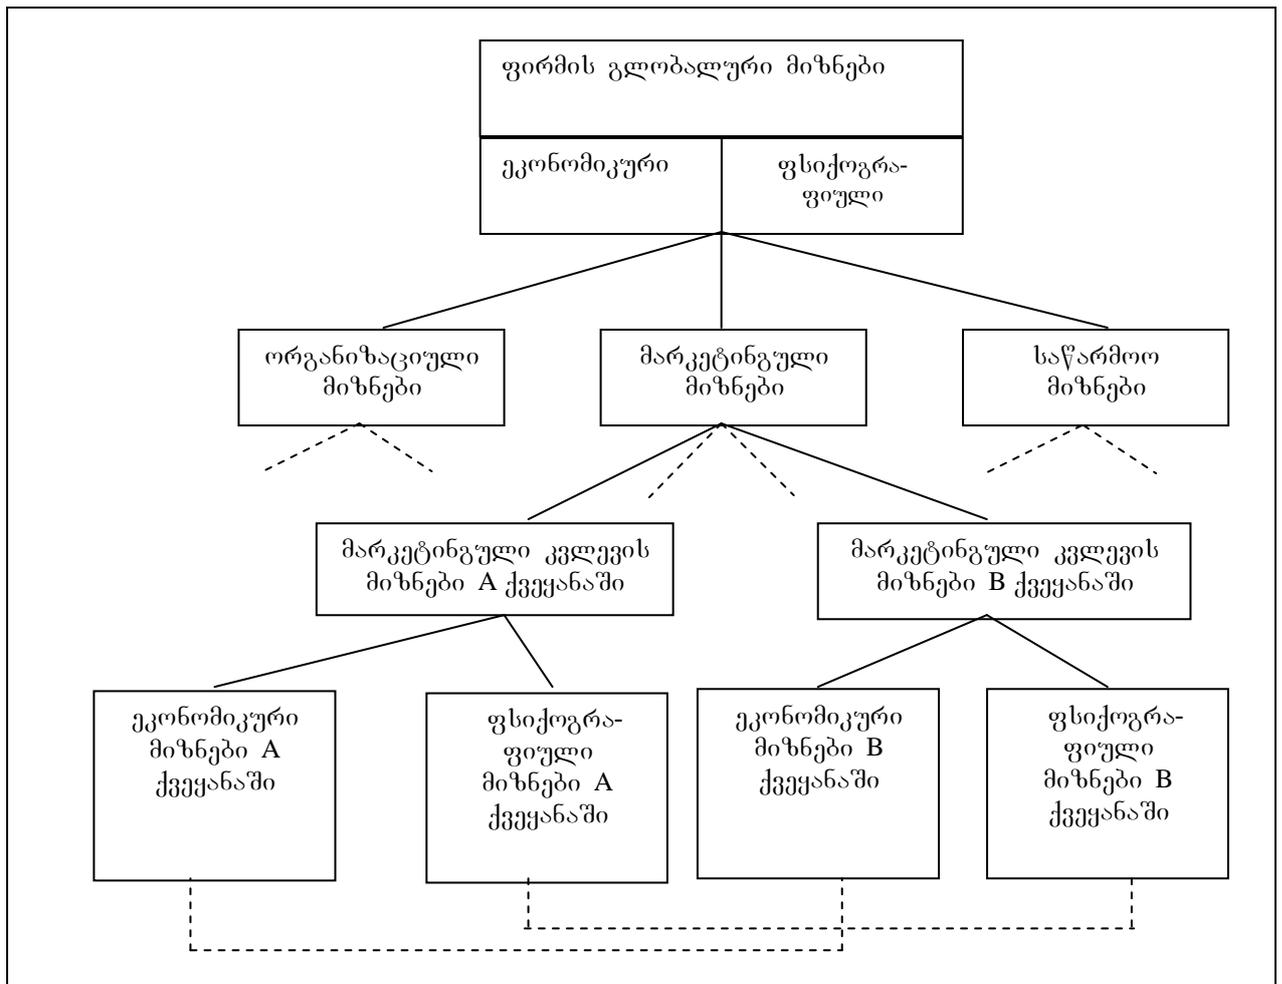 ფირმის გლობალური მიზნები
ეკონომიკური
ფსიქოგრა-
ფიული
ორგანიზაციული
მიზნები
მარკეტინგული
მიზნები
საწარმოო
მიზნები
მარკეტინგული კვლევის
მიზნები A ქვეყანაში
მარკეტინგული კვლევის
მიზნები B ქვეყანაში
ეკონომიკური
მიზნები A
ქვეყანაში
ფსიქოგრა-
ფიული
მიზნები A
ქვეყანაში
ეკონომიკური
მიზნები B
ქვეყანაში
ფსიქოგრა-
ფიული
მიზნები B
ქვეყანაში